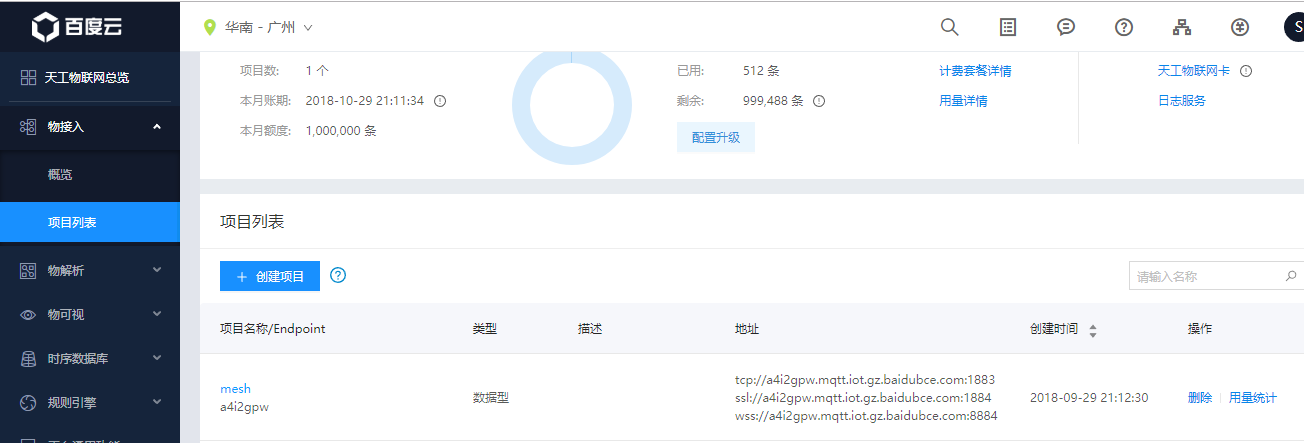 百度云
华南 - 广州
S
天工物联网总览
物接入
概览
项目列表
物解析
物可视
时序数据库
规则引擎
项目数: 1 个
本月账期: 2018-10-29 21:11:34
本月额度: 1,000,000 条
已用: 512 条
剩余: 999,488 条
配置升级
计费套餐详情
用量详情
天工物联网卡
日志服务
项目列表
+ 创建项目
请输入名称
项目名称/Endpoint 类型 描述 地址 创建时间 操作
mesh
a4i2gpw
数据型
tcp://a4i2gpw.mqtt.iot.gz.baidubce.com:1883
ssl://a4i2gpw.mqtt.iot.gz.baidubce.com:1884
wss://a4i2gpw.mqtt.iot.gz.baidubce.com:8884
2018-09-29 21:12:30
删除 用量统计